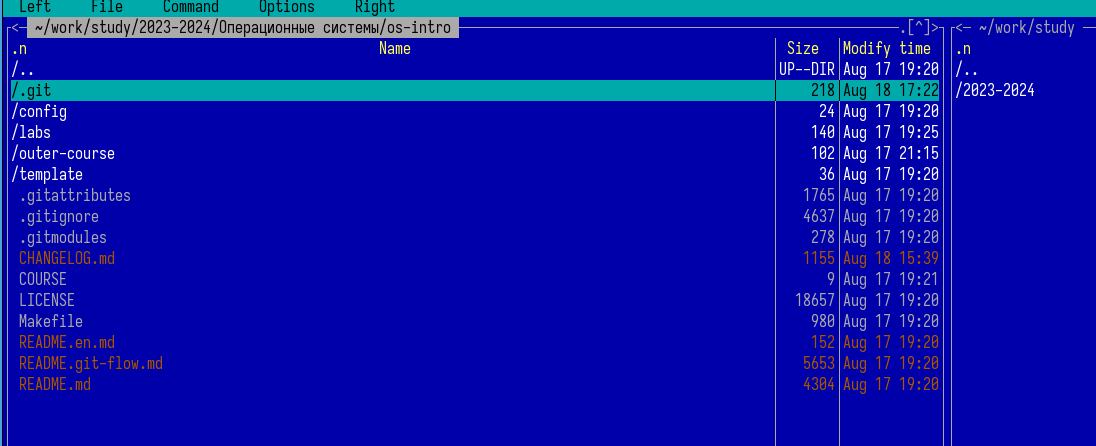 Left File Command Options Right
<─ ~/work/study/2023-2024/Операционные системы/os-intro .[^]> <─ ~/work/study
.n Name Size Modify time .n
/.. UP--DIR Aug 17 19:20 /..
/.git 218 Aug 18 17:22 /2023-2024
/config 24 Aug 17 19:20
/labs 140 Aug 17 19:25
/outer-course 102 Aug 17 21:15
/template 36 Aug 17 19:20
.gitattributes 1765 Aug 17 19:20
.gitignore 4637 Aug 17 19:20
.gitmodules 278 Aug 17 19:20
CHANGELOG.md 1155 Aug 18 15:39
COURSE 9 Aug 17 19:21
LICENSE 18657 Aug 17 19:20
Makefile 980 Aug 17 19:20
README.en.md 152 Aug 17 19:20
README.git-flow.md 5653 Aug 17 19:20
README.md 4304 Aug 17 19:20